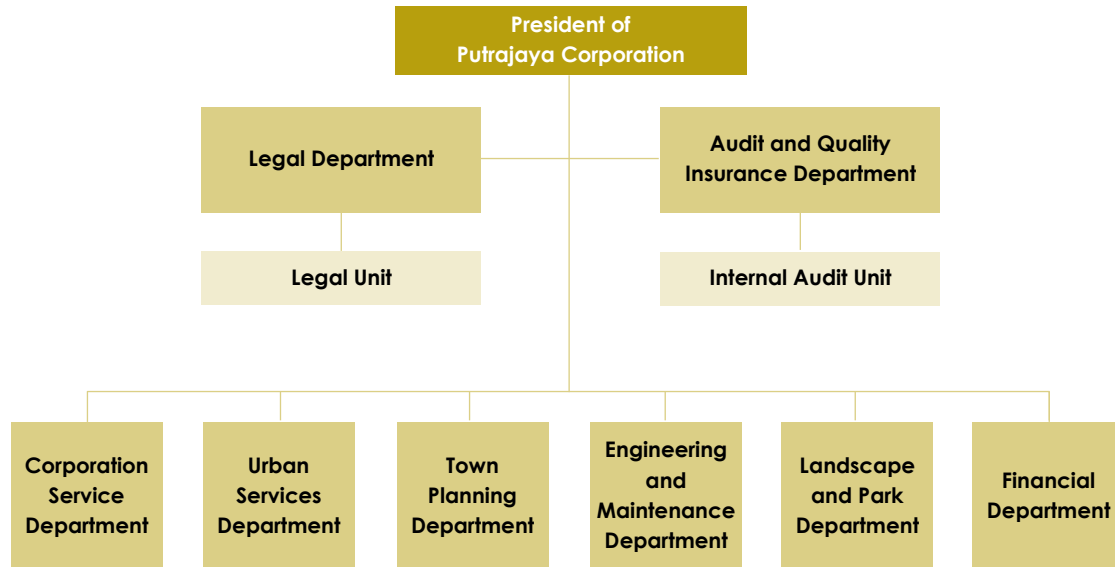 President of
Putrajaya Corporation
Legal Department
Audit and Quality
Insurance Department
Legal Unit
Internal Audit Unit
Corporation
Service
Department
Urban
Services
Department
Town
Planning
Department
Engineering
and
Maintenance
Department
Landscape
and Park
Department
Financial
Department